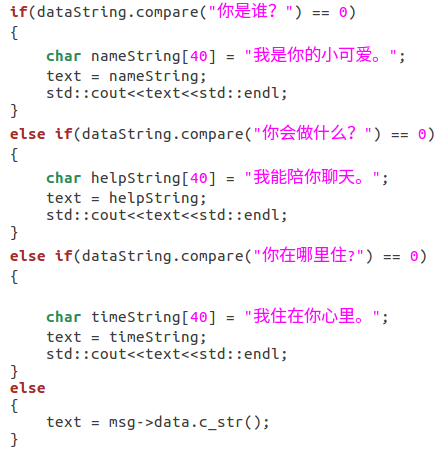 if(dataString.compare("你是谁？") == 0)
{
    char nameString[40] = "我是你的小可爱。";
    text = nameString;
    std::cout<<text<<std::endl;
}
else if(dataString.compare("你会做什么？") == 0)
{
    char helpString[40] = "我能陪你聊天。";
    text = helpString;
    std::cout<<text<<std::endl;
}
else if(dataString.compare("你在哪里住?") == 0)
{
    char timeString[40] = "我住在你心里。";
    text = timeString;
    std::cout<<text<<std::endl;
}
else
{
    text = msg->data.c_str();
}